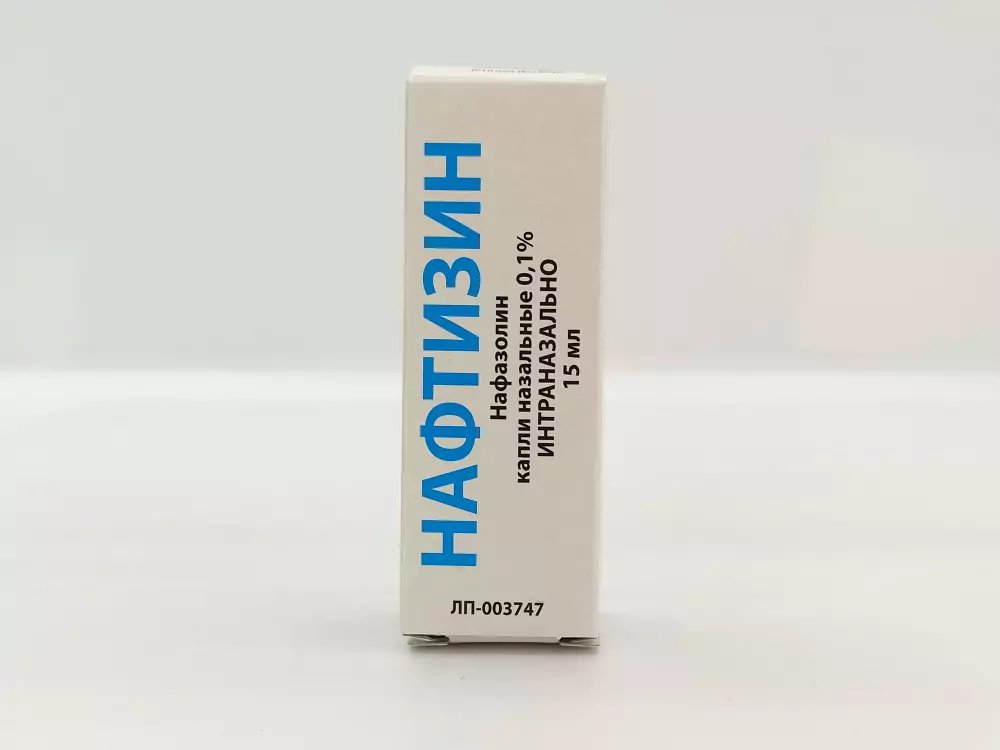 НАФТИЗИН
Нафазолин
капли назальные 0,1%
ИНТРАНАЗАЛЬНО
15 мл
ЛП-003747